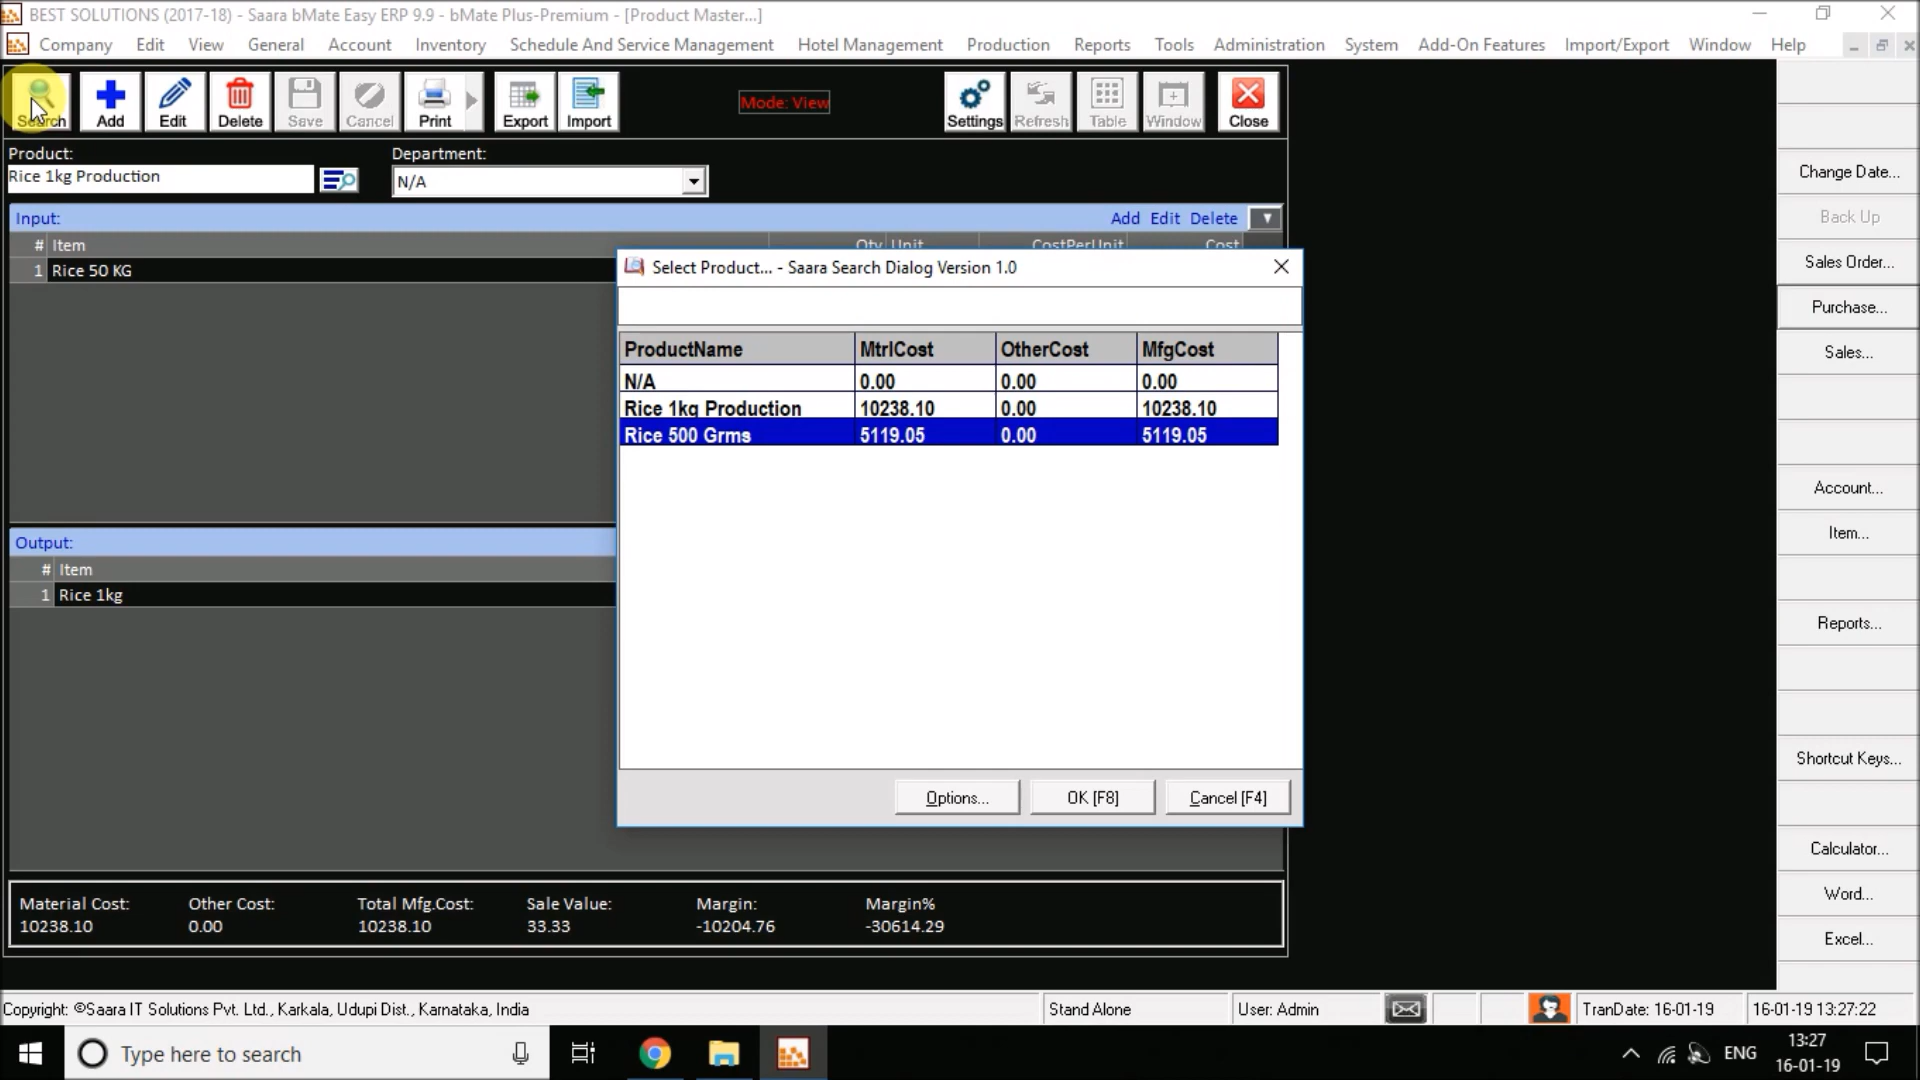 BEST SOLUTIONS (2017-18) - Saara bMate Easy ERP 9.9 - bMate Plus-Premium - [Product Master...]
Company Edit View General Account Inventory Schedule And Service Management Hotel Management Production Reports Tools Administration System Add-On Features Import/Export Window Help
Search Add Edit Delete Save Cancel Print Export Import Mode: View Settings Refresh Table Window Close
Product: Department:
Rice 1kg Production N/A
Input: Add Edit Delete
# Item Qty Unit CostPerUnit Cost
1 Rice 50 KG
Select Product... - Saara Search Dialog Version 1.0
ProductName MtrlCost OtherCost MfgCost
N/A 0.00 0.00 0.00
Rice 1kg Production 10238.10 0.00 10238.10
Rice 500 Grms 5119.05 0.00 5119.05
Options... OK [F8] Cancel [F4]
Output:
# Item
1 Rice 1kg
Material Cost: Other Cost: Total Mfg.Cost: Sale Value: Margin: Margin%
10238.10 0.00 10238.10 33.33 -10204.76 -30614.29
Change Date...
Back Up
Sales Order...
Purchase...
Sales...
Account...
Item...
Reports...
Shortcut Keys...
Calculator...
Word...
Excel...
Copyright: ©Saara IT Solutions Pvt. Ltd., Karkala, Udupi Dist., Karnataka, India Stand Alone User: Admin TranDate: 16-01-19 16-01-19 13:27:22
Type here to search ENG 13:27
16-01-19